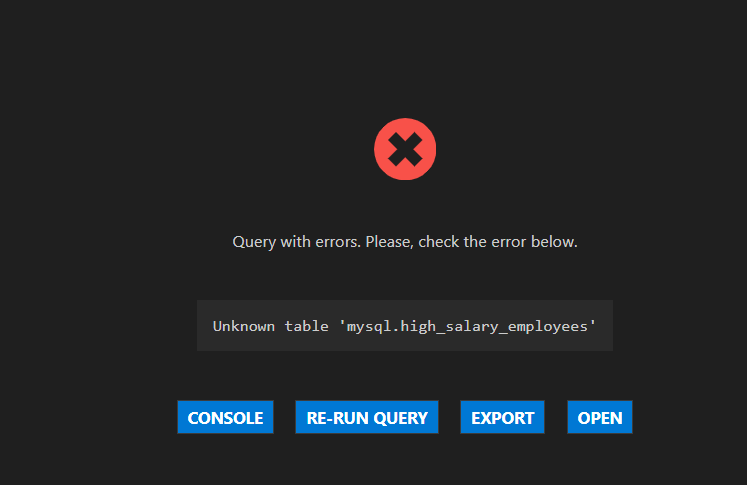 Query with errors. Please, check the error below.
Unknown table 'mysql.high_salary_employees'
CONSOLE RE-RUN QUERY EXPORT OPEN